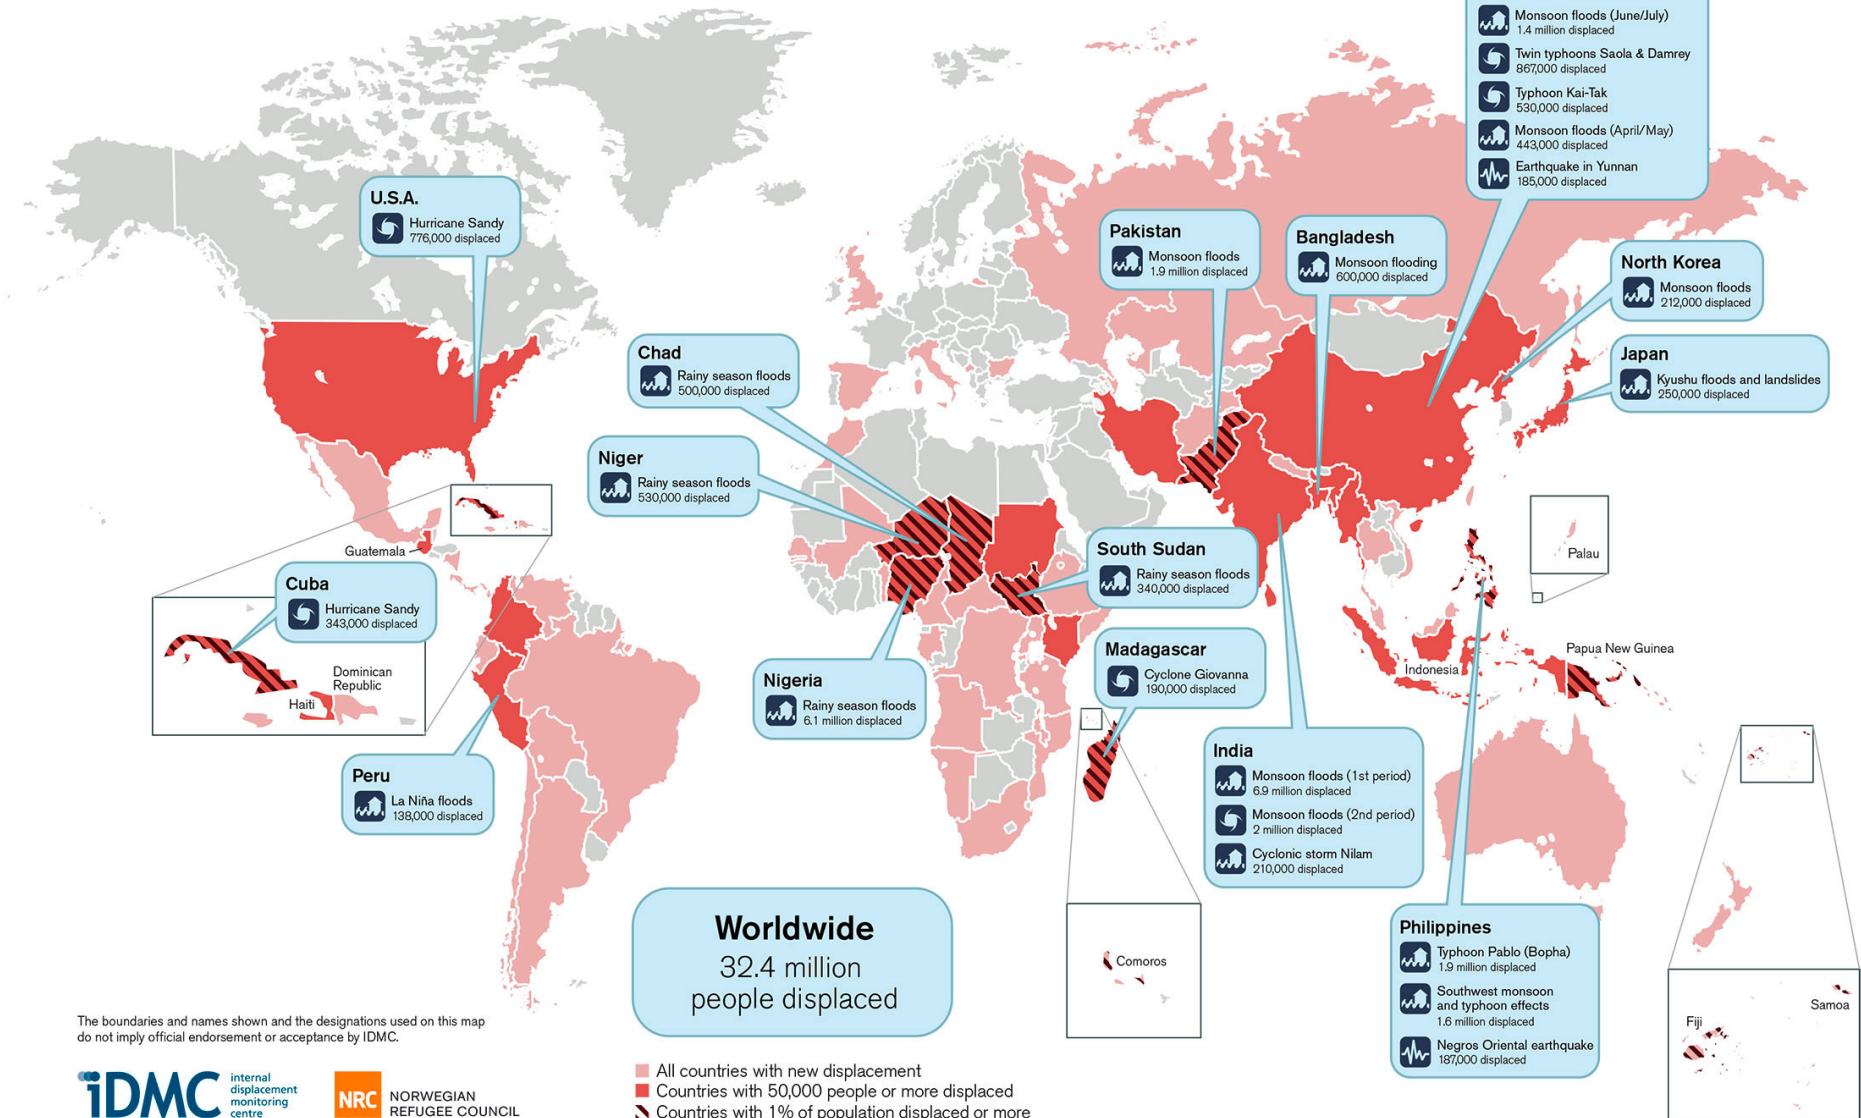 Monsoon floods (June/July)
1.4 million displaced
Twin typhoons Saola & Damrey
867,000 displaced
Typhoon Kai-Tak
530,000 displaced
Monsoon floods (April/May)
443,000 displaced
Earthquake in Yunnan
185,000 displaced
U.S.A.
Hurricane Sandy
776,000 displaced
Pakistan
Monsoon floods
1.9 million displaced
Bangladesh
Monsoon flooding
600,000 displaced
North Korea
Monsoon floods
212,000 displaced
Japan
Kyushu floods and landslides
250,000 displaced
Chad
Rainy season floods
500,000 displaced
Niger
Rainy season floods
530,000 displaced
Guatemala
Cuba
Hurricane Sandy
343,000 displaced
Dominican
Republic
Haiti
South Sudan
Rainy season floods
340,000 displaced
Palau
Papua New Guinea
Indonesia
Madagascar
Cyclone Giovanna
190,000 displaced
Nigeria
Rainy season floods
6.1 million displaced
Peru
La Niña floods
138,000 displaced
India
Monsoon floods (1st period)
6.9 million displaced
Monsoon floods (2nd period)
2 million displaced
Cyclonic storm Nilam
210,000 displaced
Worldwide
32.4 million
people displaced
Comoros
Philippines
Typhoon Pablo (Bopha)
1.9 million displaced
Southwest monsoon
and typhoon effects
1.6 million displaced
Negros Oriental earthquake
187,000 displaced
Samoa
Fiji
The boundaries and names shown and the designations used on this map
do not imply official endorsement or acceptance by IDMC.
iDMC
internal
displacement
monitoring
centre
NRC
NORWEGIAN
REFUGEE COUNCIL
All countries with new displacement
Countries with 50,000 people or more displaced
Countries with 1% of population displaced or more